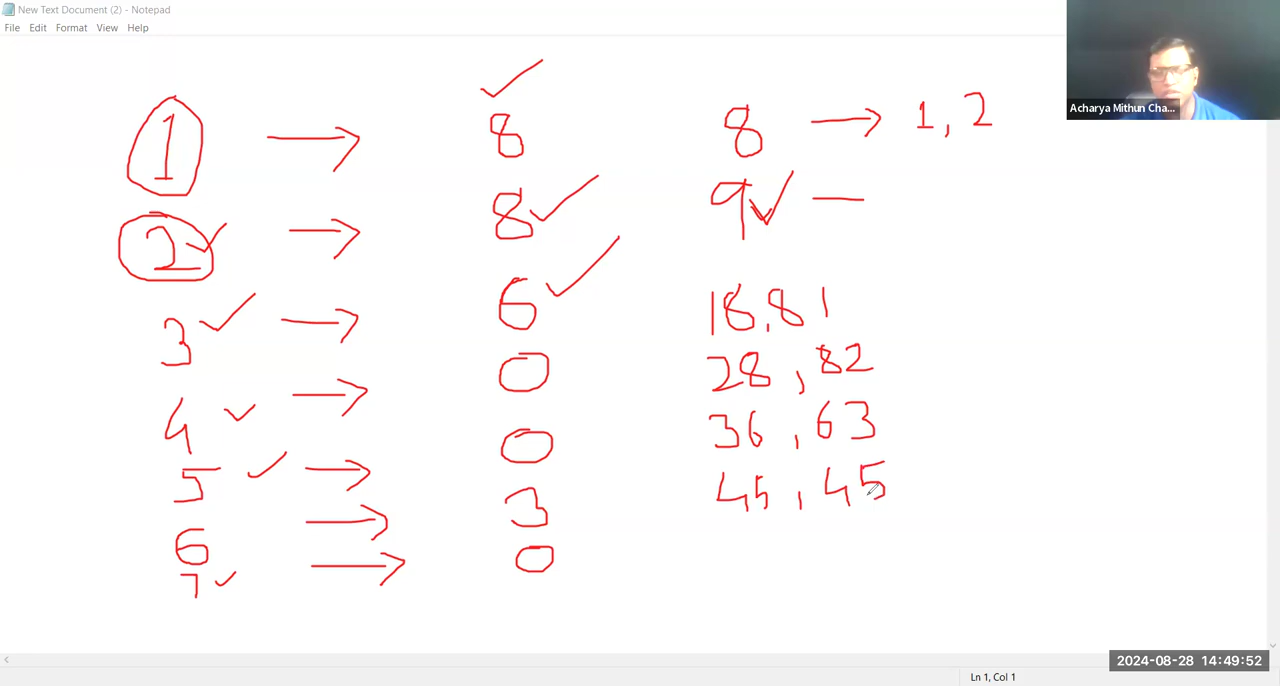 New Text Document (2) - Notepad
File Edit Format View Help
Acharya Mithun Cha...
1 → 8
2 → 8
3 → 6
4 → 0
5 → 0
6 → 3
7 → 0
8 → 1, 2
9 —
18, 81
28, 82
36, 63
45, 45
2024-08-28 14:49:52
Ln 1, Col 1